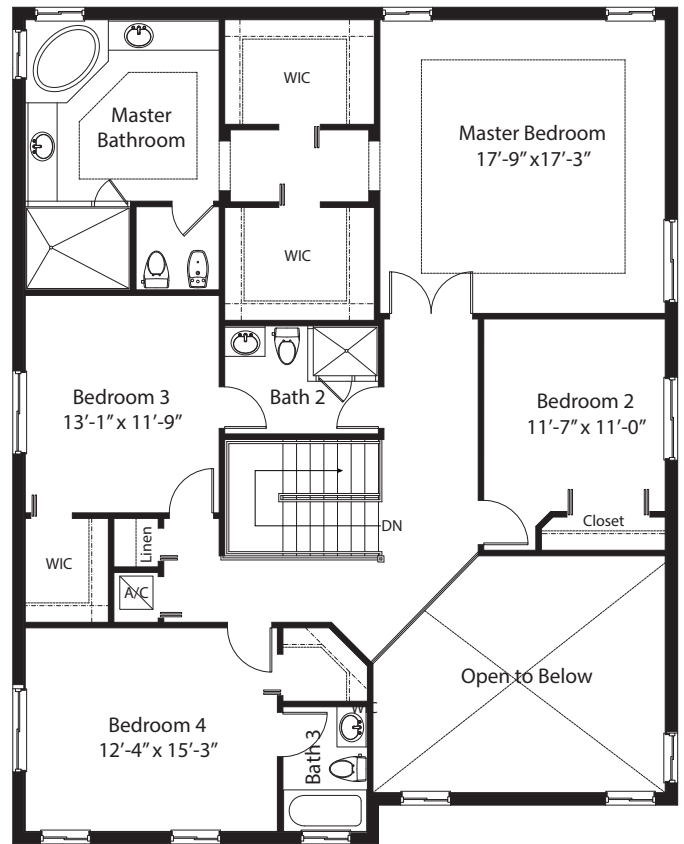 WIC
Master
Bathroom
Master Bedroom
17’-9” x17’-3”
WIC
Bedroom 3
13’-1” x 11’-9”
Bath 2
Bedroom 2
11’-7” x 11’-0”
Closet
DN
Linen
WIC
A/C
Open to Below
Bedroom 4
12’-4” x 15’-3”
Bath 3